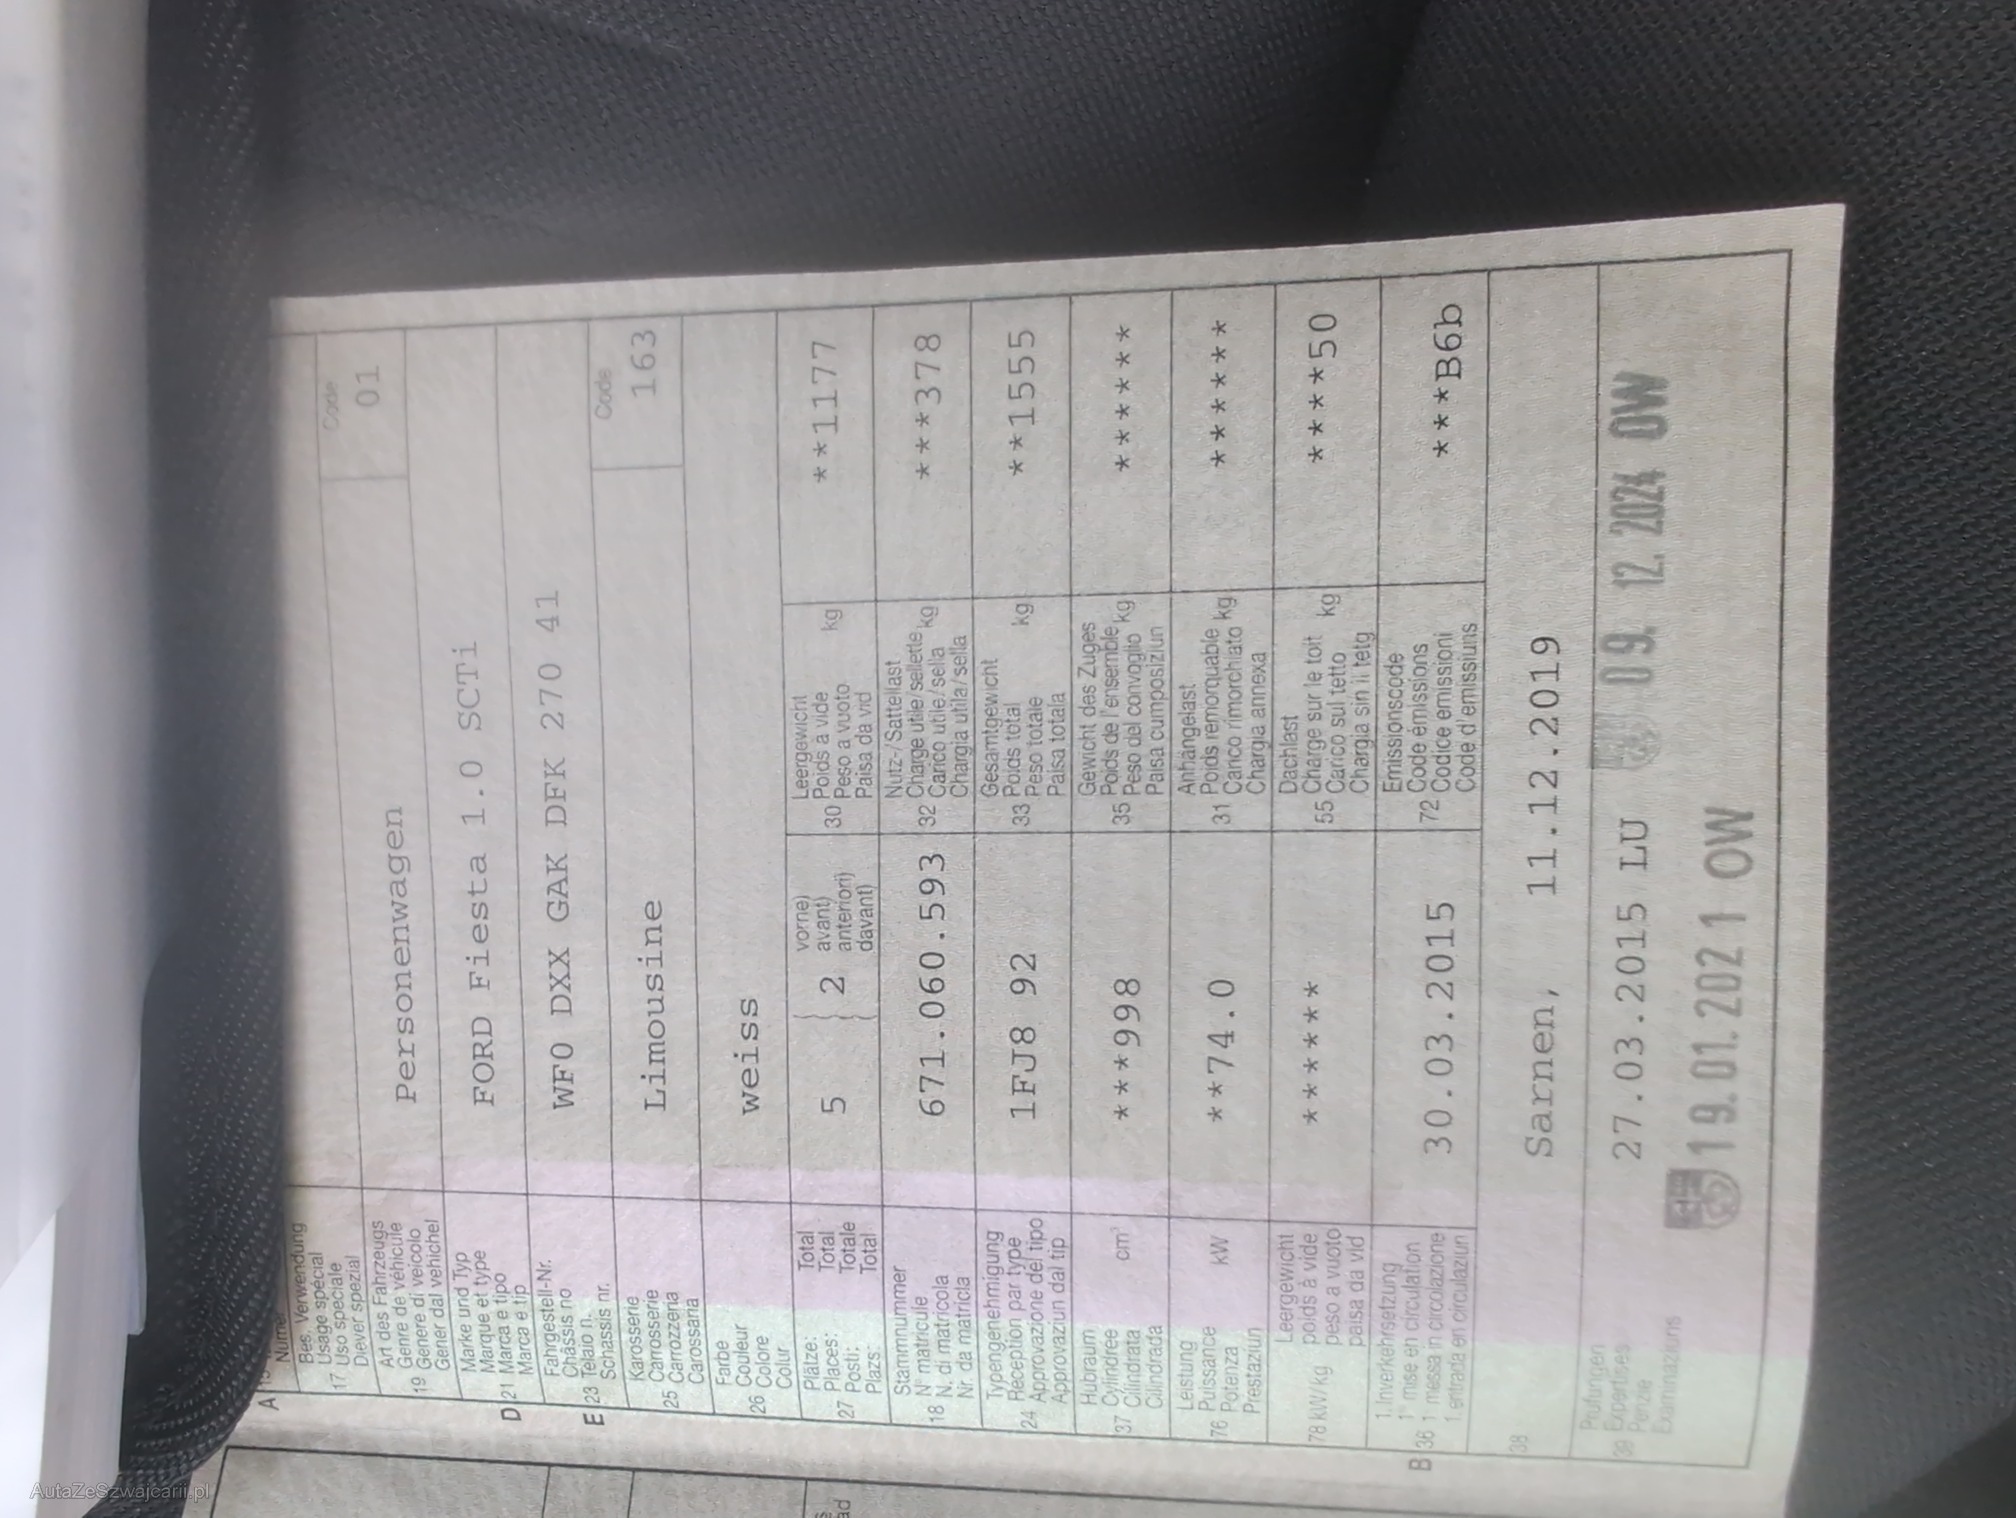 A
Bes. Verwendung
Usage spécial
17 Uso speciale
Diever spezial
Art des Fahrzeugs
Genre de véhicule
19 Genere di veicolo
Gener dal vehichel
Personenwagen
Code
01
Marke und Typ
Marque et type
D 21 Marca e tipo
Marca e tip
FORD Fiesta 1.0 SCTi
Fahrgestell-Nr.
Châssis no
E 23 Telaio n.
Schassis nr.
WF0 DXX GAK DFK 270 41
Karosserie
Carrosserie
25 Carrozzeria
Carossaria
Limousine
Code
163
Farbe
Couleur
26 Colore
Colur
weiss
Plätze:
Places:
27 Posti:
Plazs:
Total
Total
Totale
Total
5
2
vorne)
avant)
anteriori)
davant)
Leergewicht
Poids à vide
30 Peso a vuoto
Paisa da vid
kg
**1177
Stammnummer
N° matricule
18 N. di matricola
Nr. da matricla
671.060.593
Nutz-/Sattellast
Charge utile/sellette
32 Carico utile/sella
Chargia utila/sella
kg
***378
Typengenehmigung
Réception par type
24 Approvazione del tipo
Approvaziun dal tip
1FJ8 92
Gesamtgewicht
Poids total
33 Peso totale
Paisa totala
kg
**1555
Hubraum
Cylindrée
37 Cilindrata
Cilindrada
cm³
***998
Gewicht des Zuges
Poids de l'ensemble
35 Peso del convoglio
Paisa cumposiziun
kg
******
Leistung
76 Puissance
Potenza
Prestaziun
kW
**74.0
Anhängelast
Poids remorquable
31 Carico rimorchiato
Chargia annexa
kg
******
78 kW/kg
Leergewicht
poids à vide
peso a vuoto
paisa da vid
******
Dachlast
Charge sur le toit
55 Carico sul tetto
Chargia sin il tetg
kg
****50
1. Inverkehrsetzung
1re mise en circulation
B 36 1. messa in circolazione
1. entrada en circulaziun
30.03.2015
Emissionscode
Code émissions
72 Codice emissioni
Code d'emissiuns
***B6b
38
Sarnen, 11.12.2019
Prüfungen
Expertises
39 Perizie
Examinaziuns
27.03.2015 LU
09. 12. 2024 OW
19. 01. 2021 OW
AutaZeSzwajcarii.pl